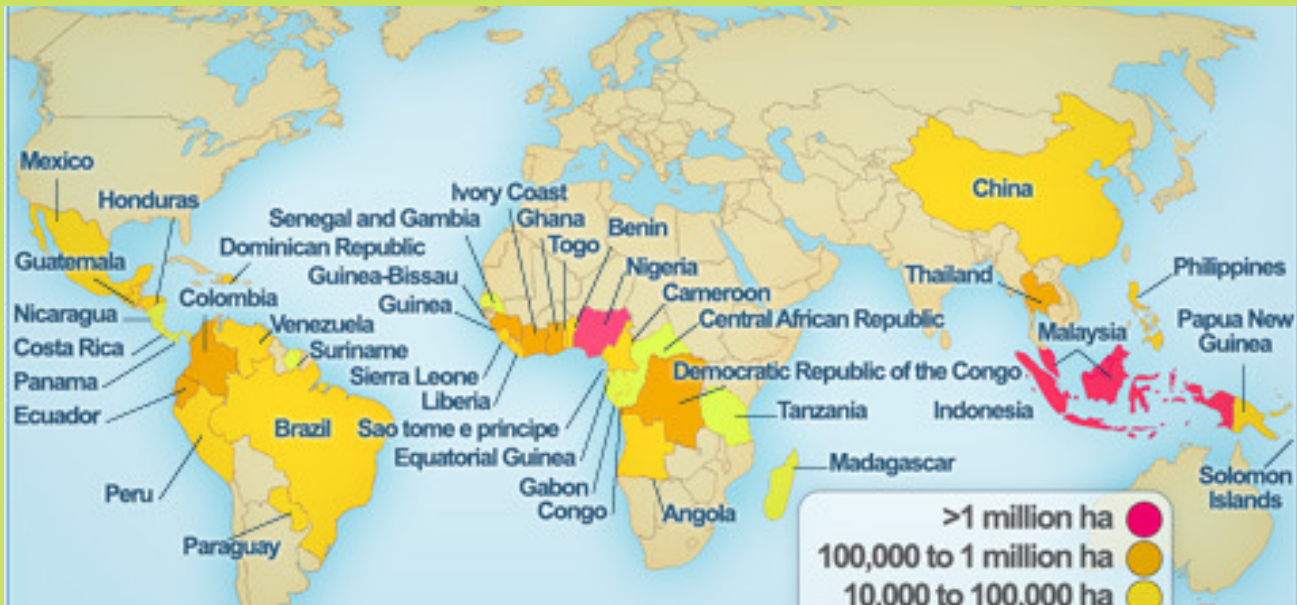 Mexico
Honduras
Guatemala
Nicaragua
Costa Rica
Panama
Ecuador
Colombia
Dominican Republic
Venezuela
Suriname
Brazil
Peru
Paraguay
Ivory Coast
Senegal and Gambia
Ghana
Togo
Benin
Guinea-Bissau
Guinea
Nigeria
Cameroon
Central African Republic
Sierra Leone
Liberia
Democratic Republic of the Congo
Sao tome e principe
Equatorial Guinea
Gabon
Congo
Angola
Tanzania
Madagascar
China
Thailand
Philippines
Malaysia
Papua New
Guinea
Indonesia
Solomon
Islands
>1 million ha
100,000 to 1 million ha
10,000 to 100,000 ha